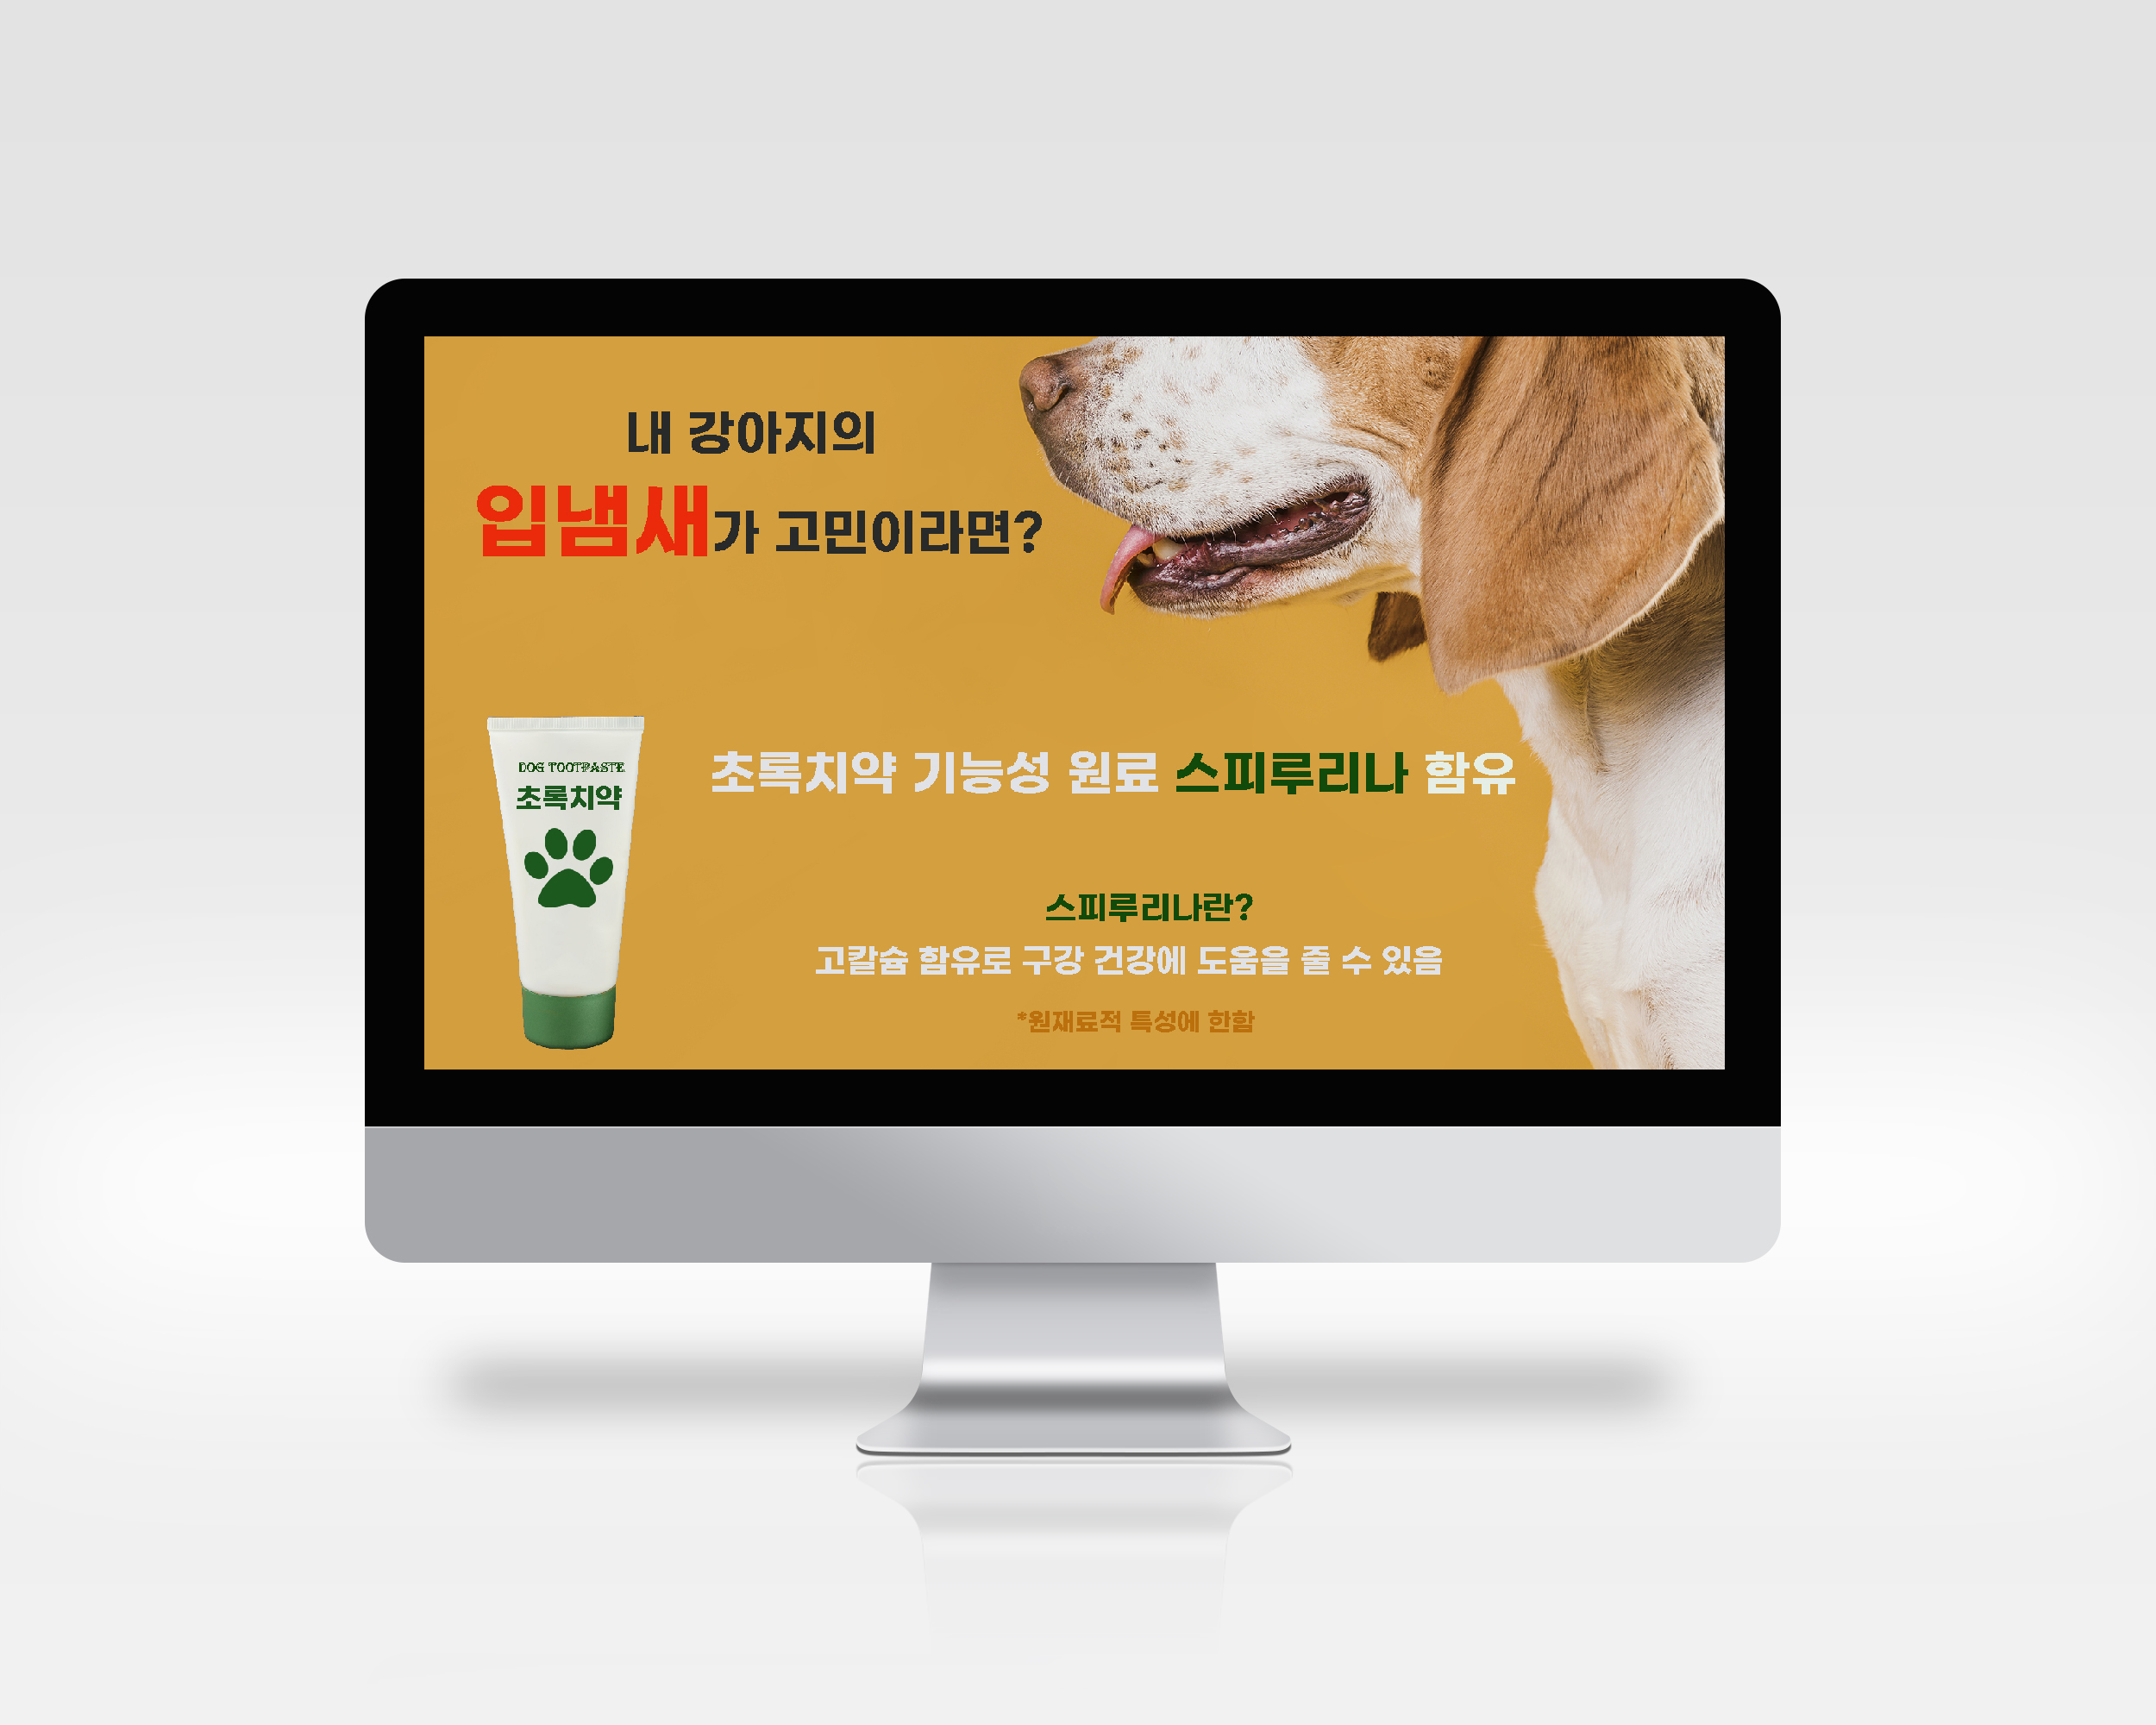 내 강아지의
입냄새가 고민이라면?
DOG TOOTPASTE
초록치약
초록치약 기능성 원료 스피루리나 함유
스피루리나란?
고칼슘 함유로 구강 건강에 도움을 줄 수 있음
*원재료적 특성에 한함